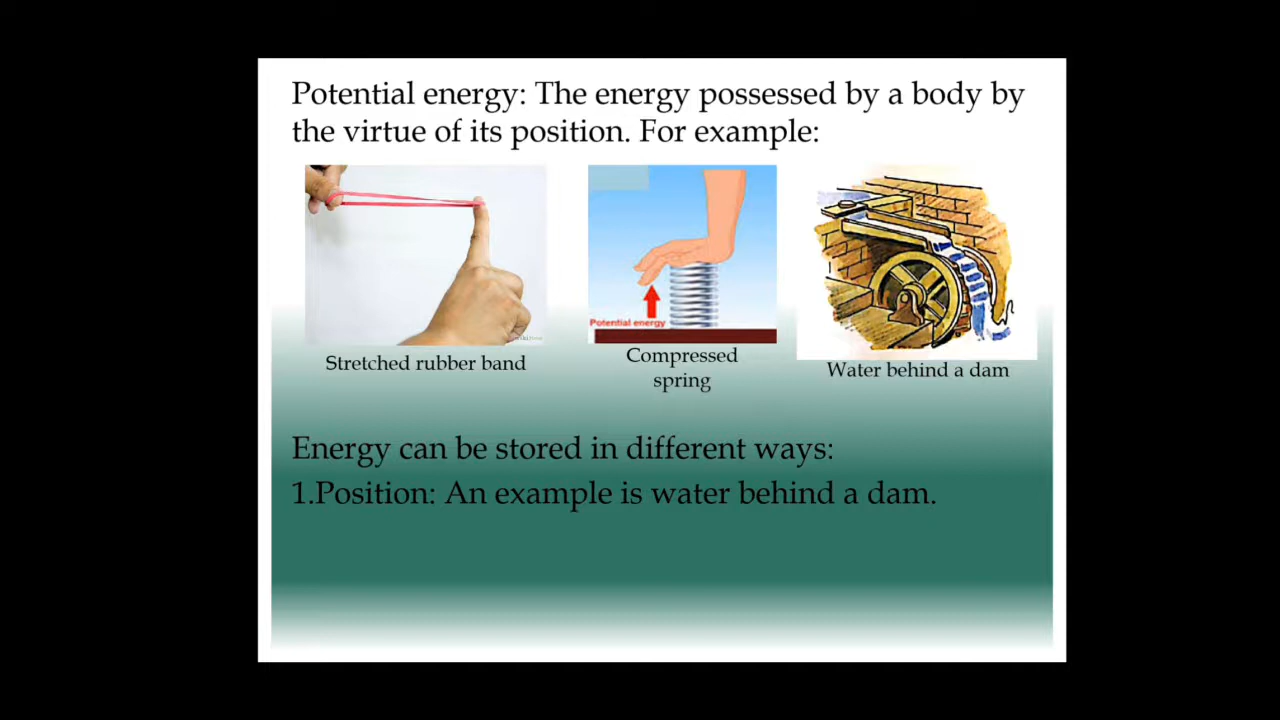 Potential energy: The energy possessed by a body by
the virtue of its position. For example:
Potential energy
Stretched rubber band
Compressed
spring
Water behind a dam
Energy can be stored in different ways:
1.Position: An example is water behind a dam.